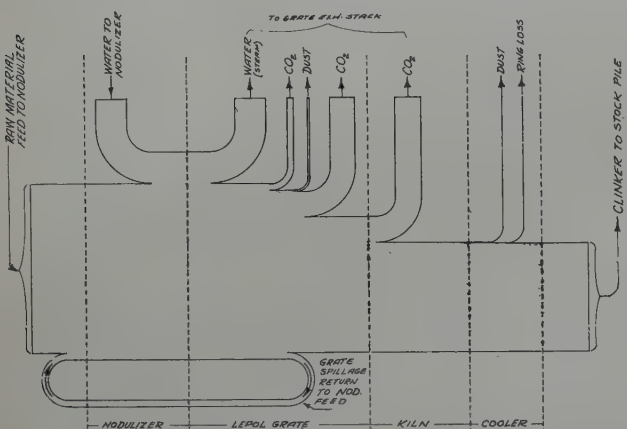 TO GRATE EXH. STACK
RAW MATERIAL
FEED TO NODULIZER
WATER TO
NODULIZER
WATER
(STEAM)
CO2
DUST
CO2
CO2
DUST
RING LOSS
CLINKER TO STOCK PILE
GRATE
SPILLAGE
RETURN
TO NOD.
FEED
NODULIZER
LEPOL GRATE
KILN
COOLER